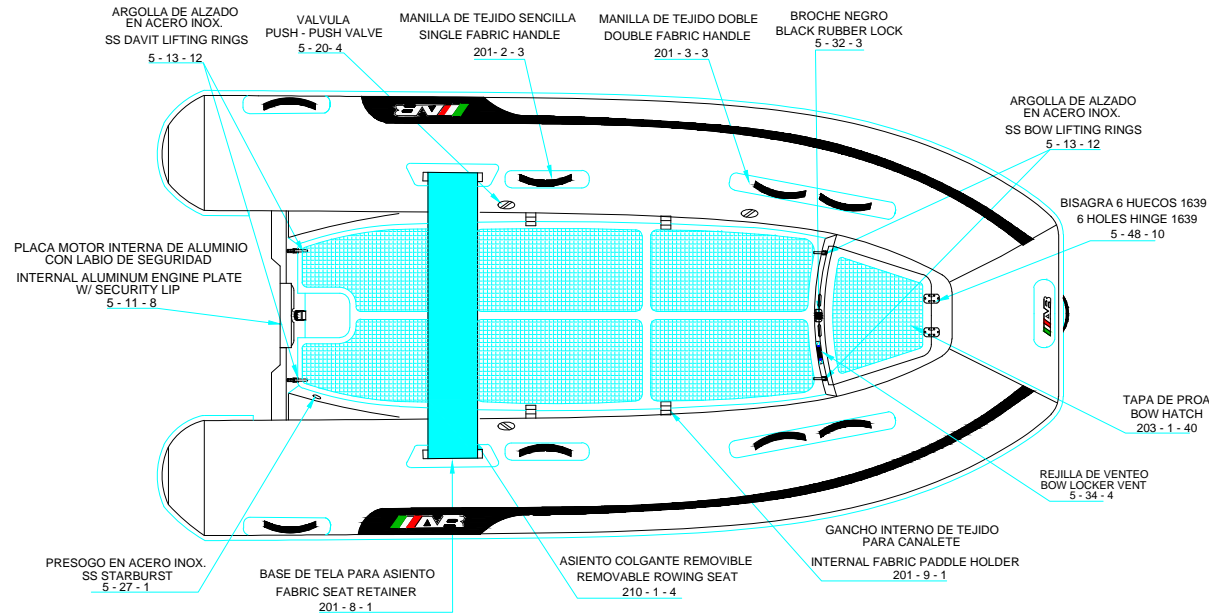 ARGOLLA DE ALZADO
EN ACERO INOX.
SS DAVIT LIFTING RINGS
5 - 13 - 12
VALVULA
PUSH - PUSH VALVE
5 - 20- 4
MANILLA DE TEJIDO SENCILLA
SINGLE FABRIC HANDLE
201- 2 - 3
MANILLA DE TEJIDO DOBLE
DOUBLE FABRIC HANDLE
201 - 3 - 3
BROCHE NEGRO
BLACK RUBBER LOCK
5 - 32 - 3
ARGOLLA DE ALZADO
EN ACERO INOX.
SS BOW LIFTING RINGS
5 - 13 - 12
BISAGRA 6 HUECOS 1639
6 HOLES HINGE 1639
5 - 48 - 10
PLACA MOTOR INTERNA DE ALUMINIO
CON LABIO DE SEGURIDAD
INTERNAL ALUMINUM ENGINE PLATE
W/ SECURITY LIP
5 - 11 - 8
TAPA DE PROA
BOW HATCH
203 - 1 - 40
REJILLA DE VENTEO
BOW LOCKER VENT
5 - 34 - 4
GANCHO INTERNO DE TEJIDO
PARA CANALETE
INTERNAL FABRIC PADDLE HOLDER
201 - 9 - 1
ASIENTO COLGANTE REMOVIBLE
REMOVABLE ROWING SEAT
210 - 1 - 4
BASE DE TELA PARA ASIENTO
FABRIC SEAT RETAINER
201 - 8 - 1
PRESOGO EN ACERO INOX.
SS STARBURST
5 - 27 - 1